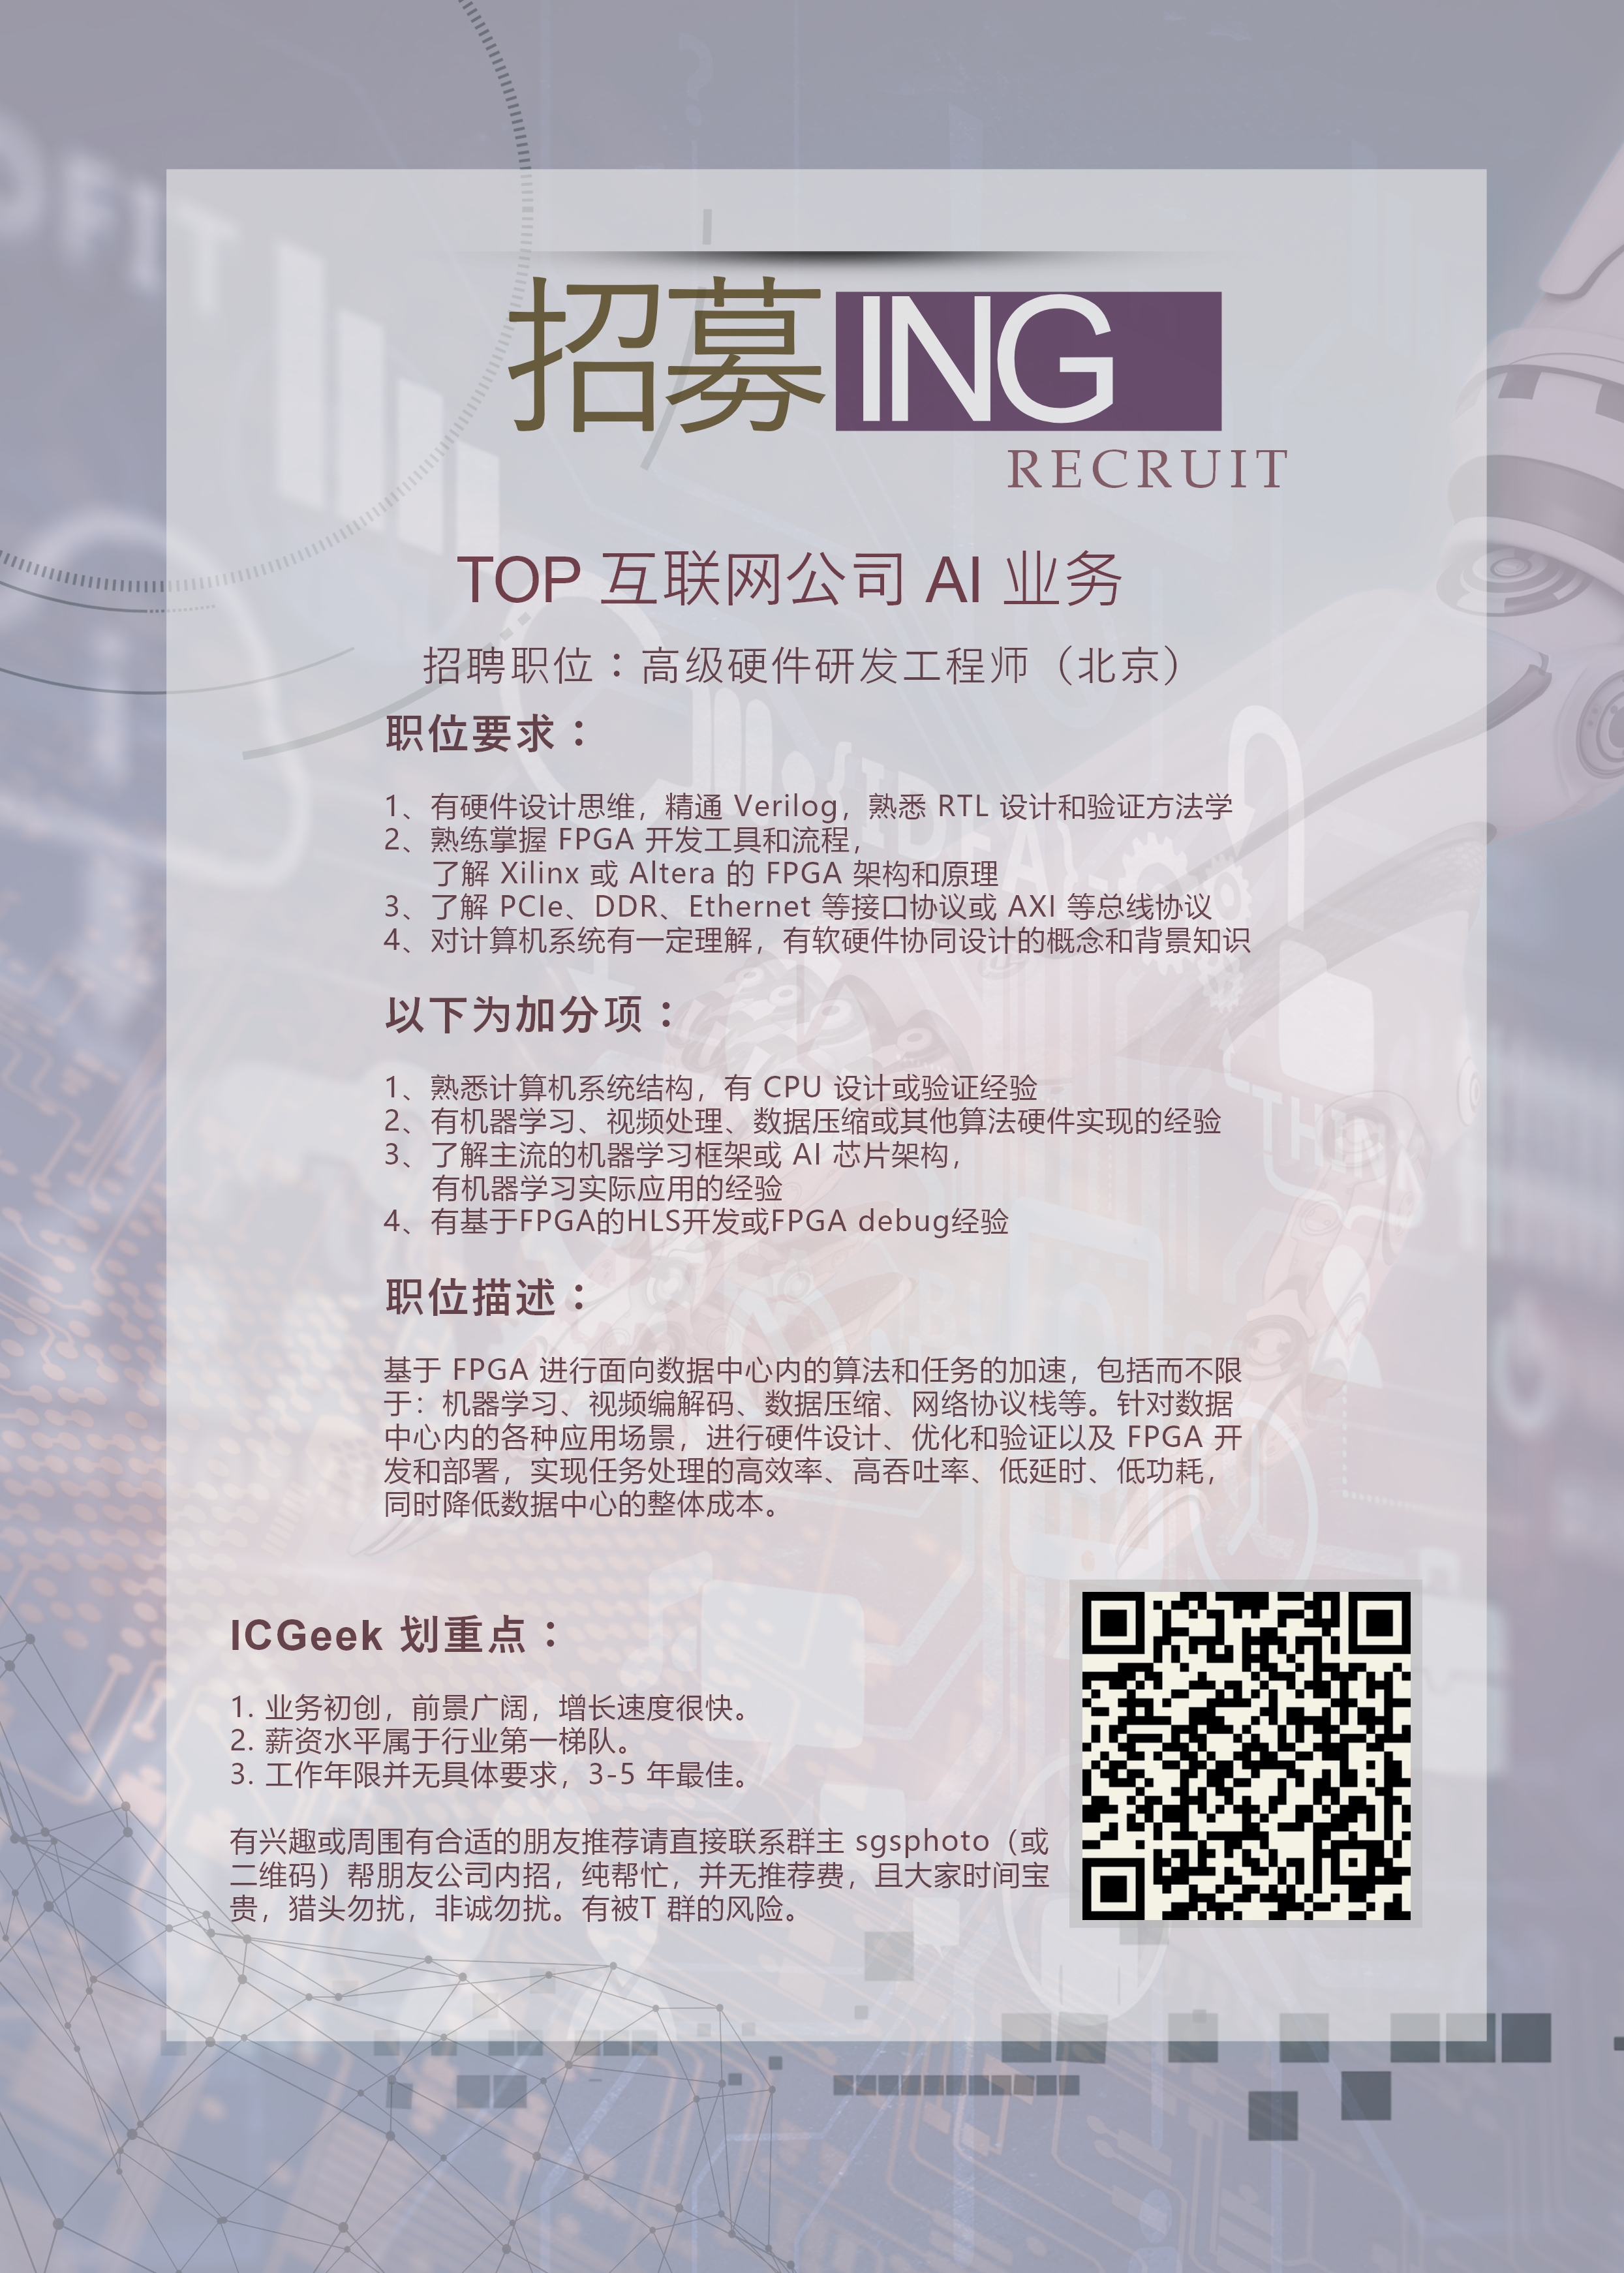 招募 ING
RECRUIT
TOP 互联网公司 AI 业务
招聘职位：高级硬件研发工程师（北京）
职位要求：
1、有硬件设计思维，精通 Verilog，熟悉 RTL 设计和验证方法学
2、熟练掌握 FPGA 开发工具和流程，
了解 Xilinx 或 Altera 的 FPGA 架构和原理
3、了解 PCIe、DDR、Ethernet 等接口协议或 AXI 等总线协议
4、对计算机系统有一定理解，有软硬件协同设计的概念和背景知识
以下为加分项：
1、熟悉计算机系统结构，有 CPU 设计或验证经验
2、有机器学习、视频处理、数据压缩或其他算法硬件实现的经验
3、了解主流的机器学习框架或 AI 芯片架构，
有机器学习实际应用的经验
4、有基于FPGA的HLS开发或FPGA debug经验
职位描述：
基于 FPGA 进行面向数据中心内的算法和任务的加速，包括而不限
于：机器学习、视频编解码、数据压缩、网络协议栈等。针对数据
中心内的各种应用场景，进行硬件设计、优化和验证以及 FPGA 开
发和部署，实现任务处理的高效率、高吞吐率、低延时、低功耗，
同时降低数据中心的整体成本。
ICGeek 划重点：
1. 业务初创，前景广阔，增长速度很快。
2. 薪资水平属于行业第一梯队。
3. 工作年限并无具体要求，3-5 年最佳。
有兴趣或周围有合适的朋友推荐请直接联系群主 sgsphoto（或
二维码）帮朋友公司内招，纯帮忙，并无推荐费，且大家时间宝
贵，猎头勿扰，非诚勿扰。有被T 群的风险。
OFIT
{IDEA}